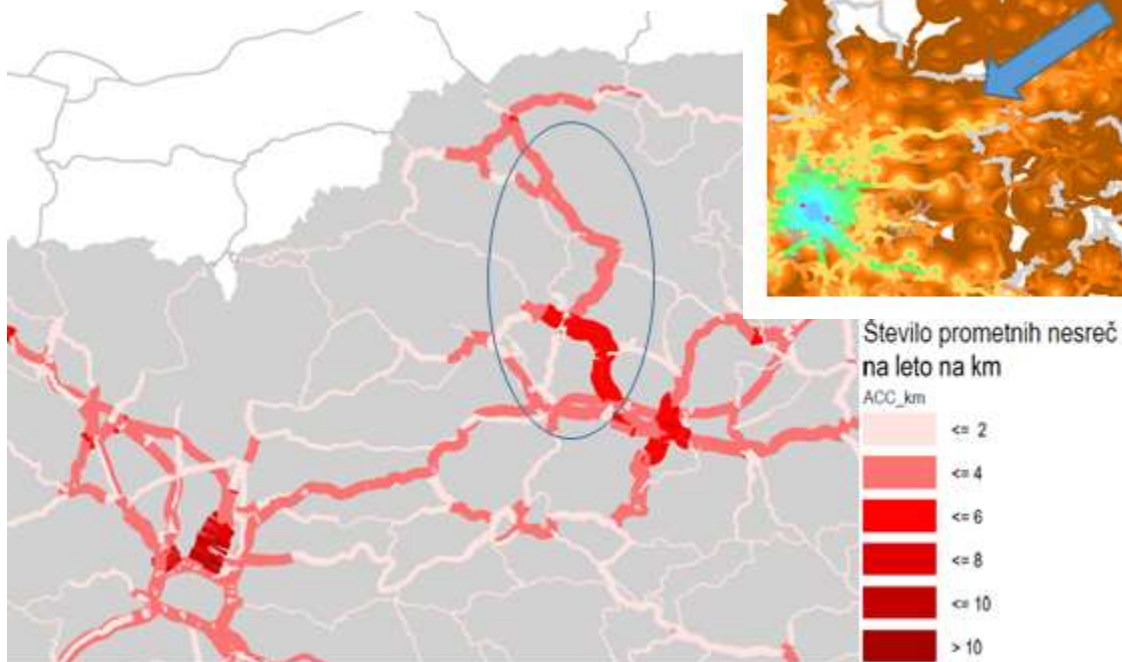 Število prometnih nesreč
na leto na km
ACC_km
<= 2
<= 4
<= 6
<= 8
<= 10
> 10